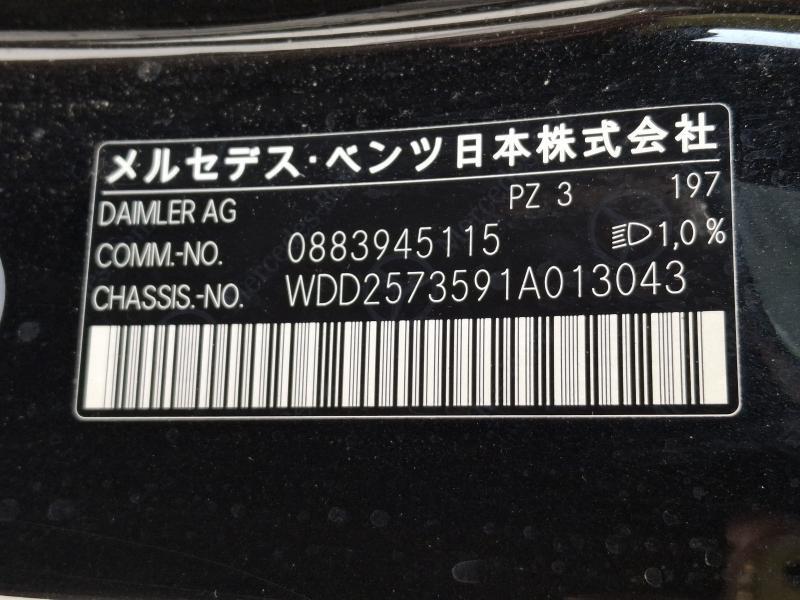 メルセデス・ベンツ日本株式会社
DAIMLER AG PZ 3 197
COMM.-NO. 0883945115 1,0 %
CHASSIS.-NO. WDD2573591A013043